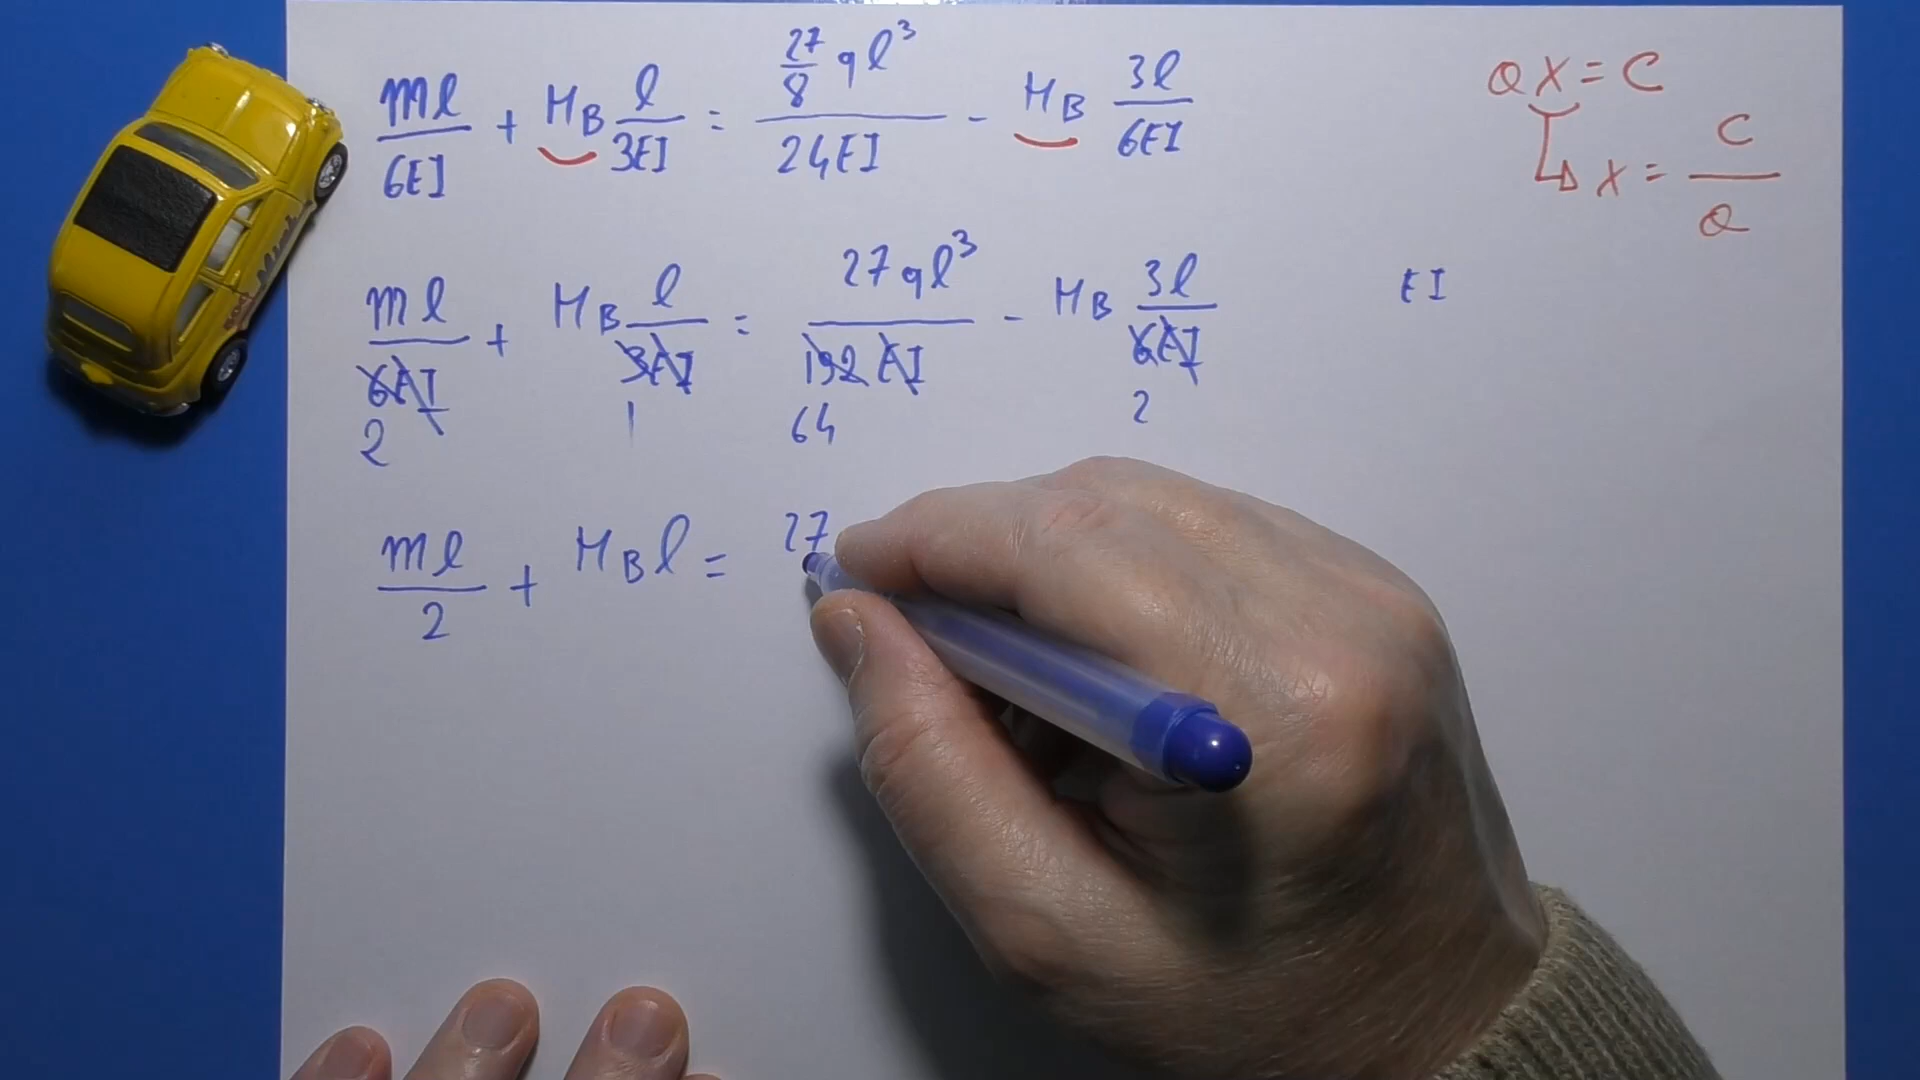 ml/6EI + M_B l/3EI = 27/8 ql³/24EI - M_B 3l/6EI
ax = c
x = c/a
ml/6EI + M_B l/3EI = 27ql³/192EI - M_B 3l/6EI
EI
2 1 64 2
ml/2 + M_B l = 27